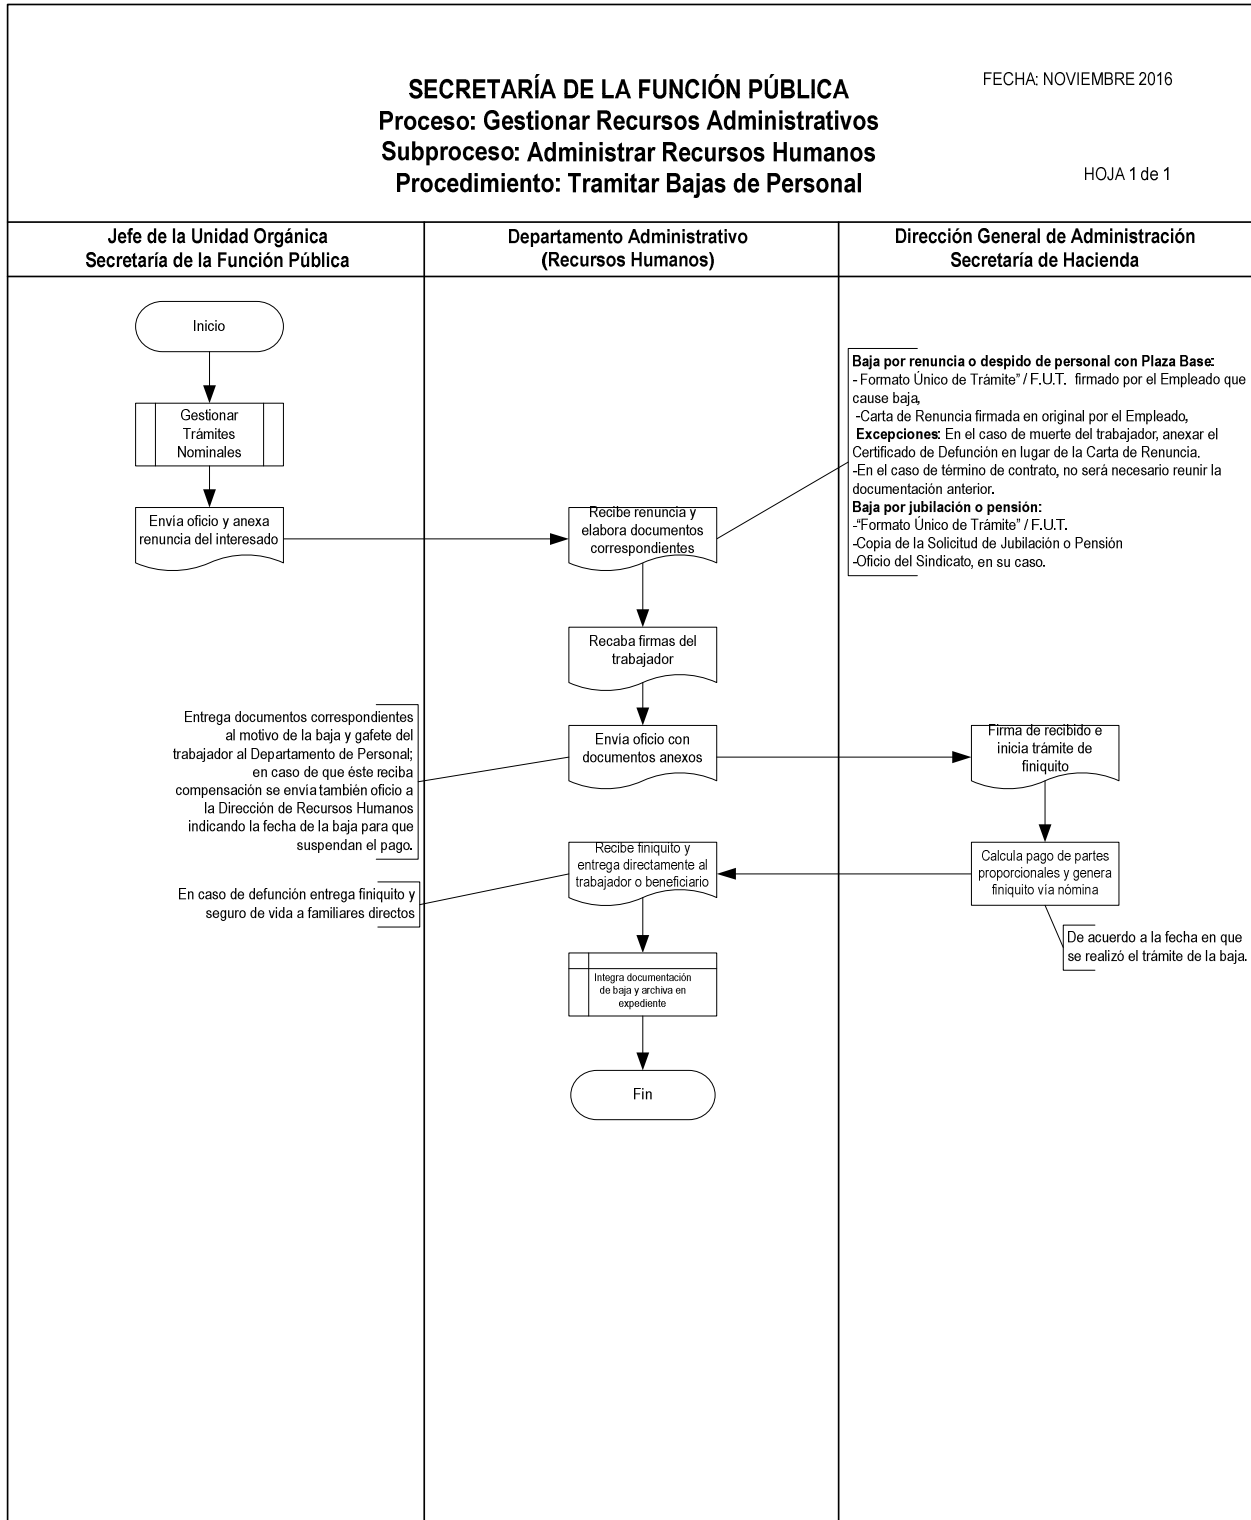 SECRETARÍA DE LA FUNCIÓN PÚBLICA
Proceso: Gestionar Recursos Administrativos
Subproceso: Administrar Recursos Humanos
Procedimiento: Tramitar Bajas de Personal
FECHA: NOVIEMBRE 2016
HOJA 1 de 1
Jefe de la Unidad Orgánica
Secretaría de la Función Pública
Departamento Administrativo
(Recursos Humanos)
Dirección General de Administración
Secretaría de Hacienda
Inicio
Gestionar
Trámites
Nominales
Envía oficio y anexa
renuncia del interesado
Recibe renuncia y
elabora documentos
correspondientes
Baja por renuncia o despido de personal con Plaza Base:
- Formato Único de Trámite” / F.U.T. firmado por el Empleado que
cause baja,
-Carta de Renuncia firmada en original por el Empleado,
Excepciones: En el caso de muerte del trabajador, anexar el
Certificado de Defunción en lugar de la Carta de Renuncia.
-En el caso de término de contrato, no será necesario reunir la
documentación anterior.
Baja por jubilación o pensión:
-“Formato Único de Trámite” / F.U.T.
-Copia de la Solicitud de Jubilación o Pensión
-Oficio del Sindicato, en su caso.
Recaba firmas del
trabajador
Entrega documentos correspondientes
al motivo de la baja y gafete del
trabajador al Departamento de Personal;
en caso de que éste reciba
compensación se envía también oficio a
la Dirección de Recursos Humanos
indicando la fecha de la baja para que
suspendan el pago.
Envía oficio con
documentos anexos
Firma de recibido e
inicia trámite de
finiquito
Calcula pago de partes
proporcionales y genera
finiquito vía nómina
De acuerdo a la fecha en que
se realizó el trámite de la baja.
Recibe finiquito y
entrega directamente al
trabajador o beneficiario
En caso de defunción entrega finiquito y
seguro de vida a familiares directos
Integra documentación
de baja y archiva en
expediente
Fin